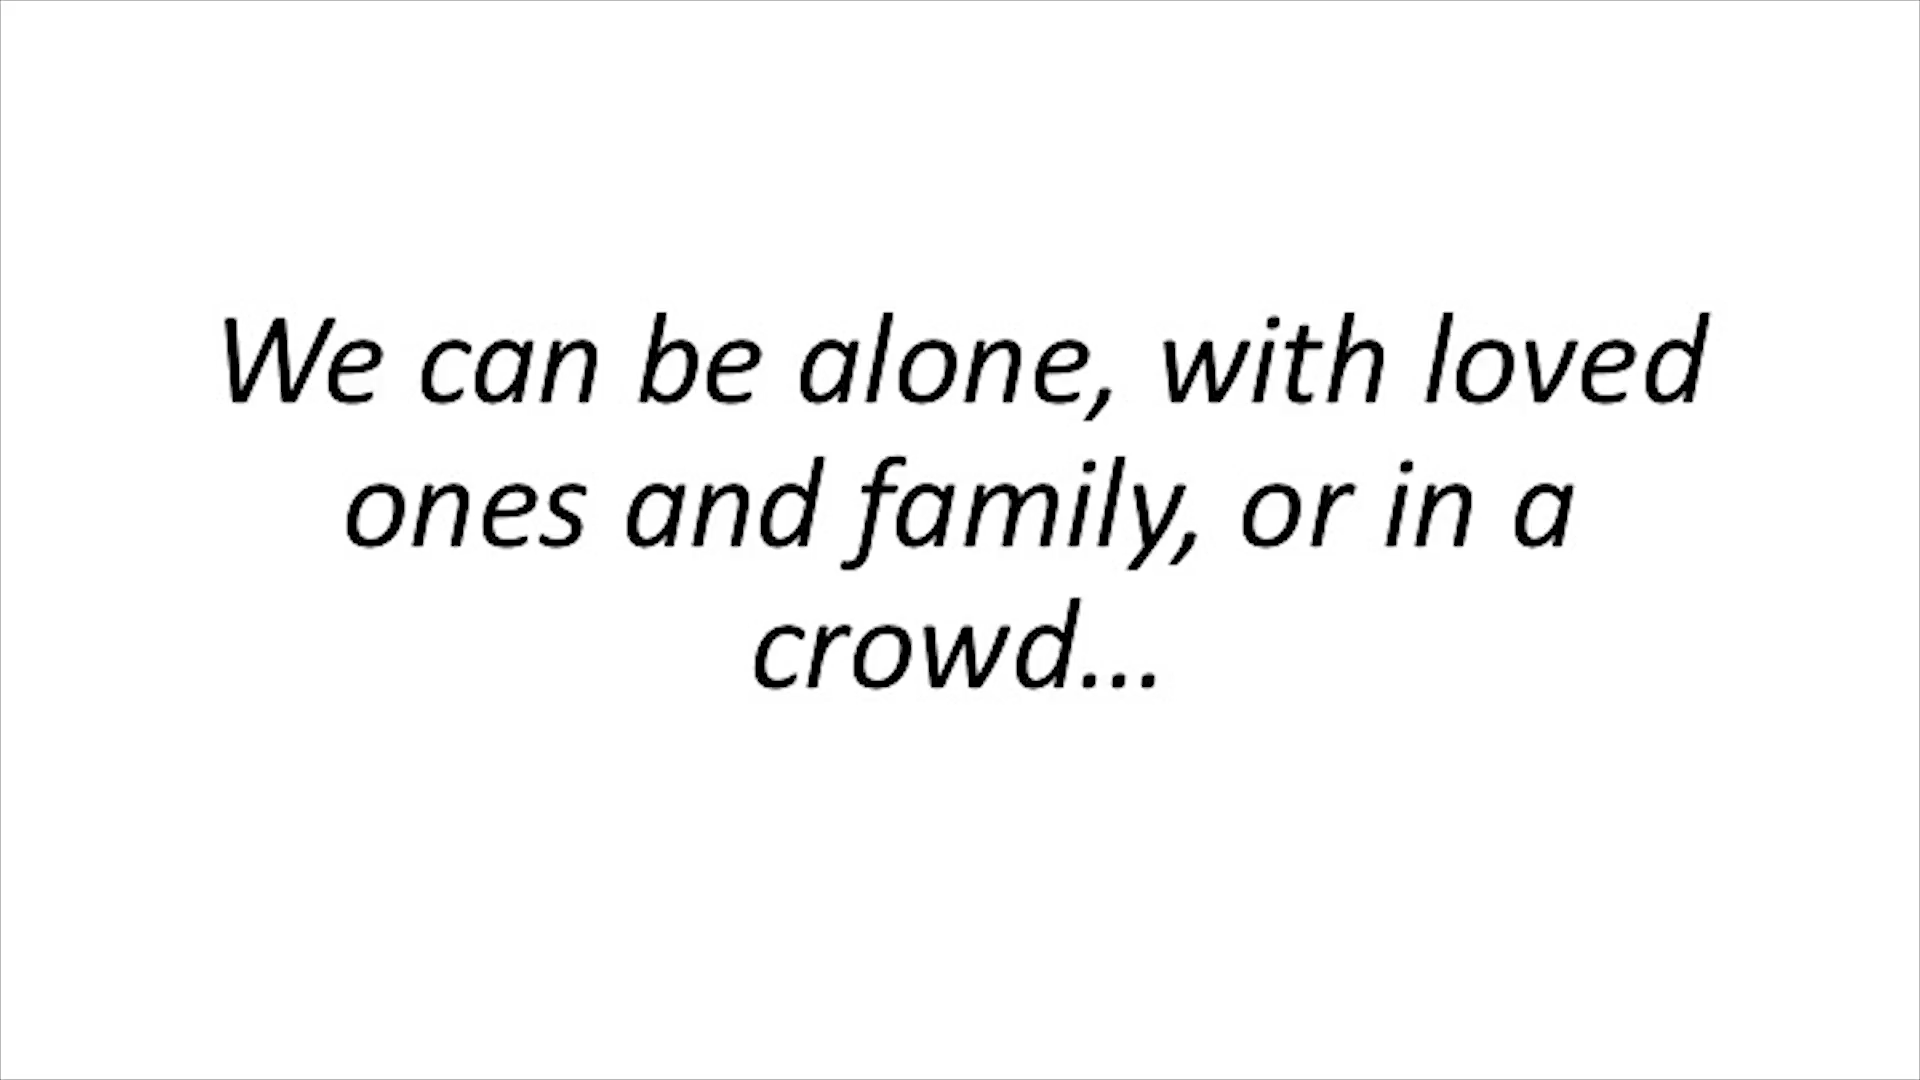 We can be alone, with loved
ones and family, or in a
crowd...